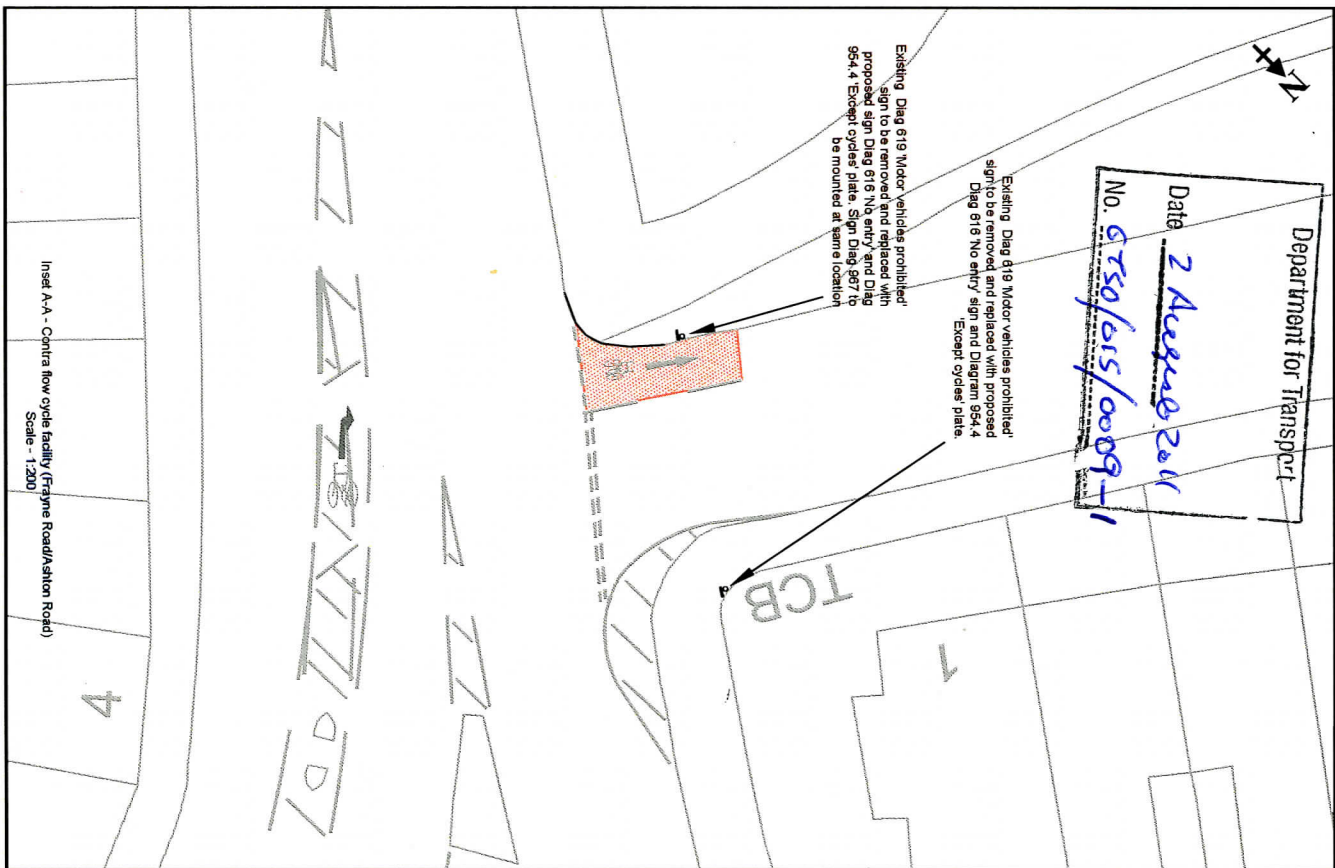 N
Department for Transport
Date 2 August 2011
No. GT50/015/0089-1
Existing Diag 619 'Motor vehicles prohibited'
sign to be removed and replaced with proposed
Diag 616 'No entry' sign and Diagram 954.4
'Except cycles' plate.
Existing Diag 619 'Motor vehicles prohibited'
sign to be removed and replaced with
proposed sign Diag 616 'No entry' and Diag
954.4 'Except cycles' plate. Sign Diag 967 to
be mounted at same location
TCB
1
4
Inset A-A - Contra flow cycle facility (Frayne Road/Ashton Road)
Scale - 1:200